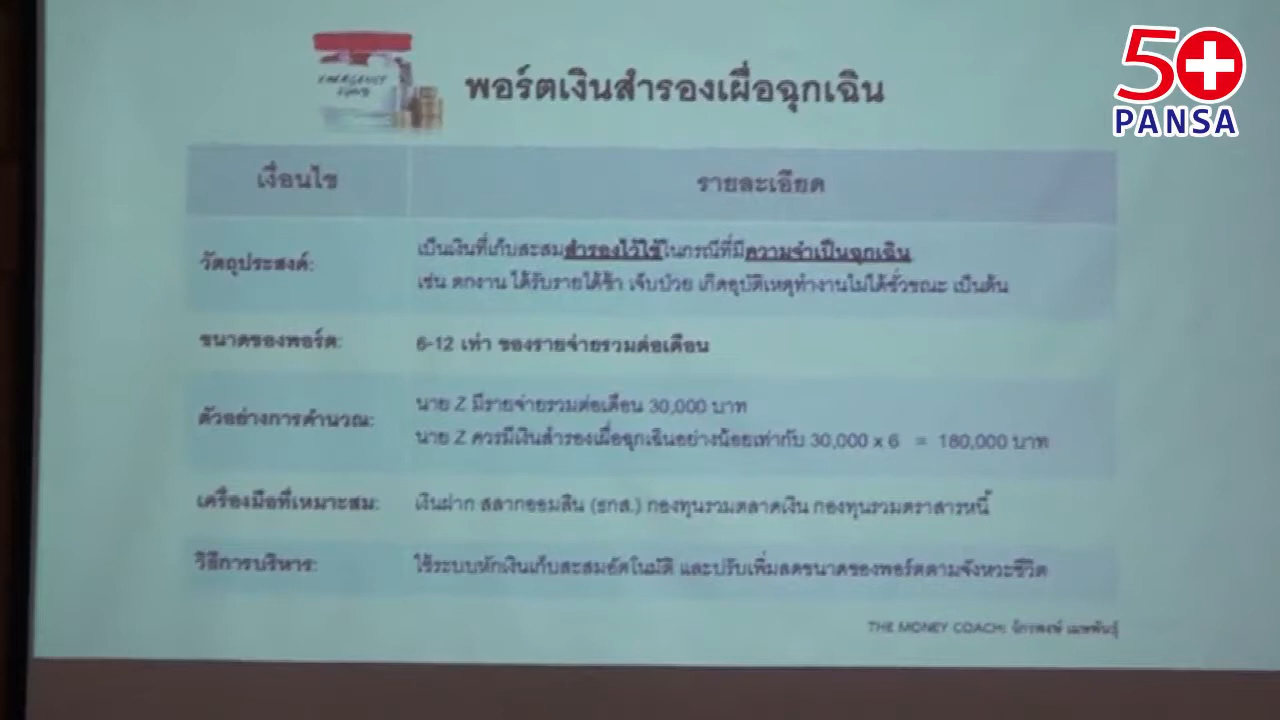 50 PANSA
EMERGENCY
FUND
พอร์ตเงินสำรองเผื่อฉุกเฉิน
เงื่อนไข รายละเอียด
วัตถุประสงค์: เป็นเงินที่เก็บสะสมสำรองไว้ใช้ในกรณีที่มีความจำเป็นฉุกเฉิน
เช่น ตกงาน ได้รับรายได้ช้า เจ็บป่วย เกิดอุบัติเหตุทำงานไม่ได้ชั่วขณะ เป็นต้น
ขนาดของพอร์ต: 6-12 เท่า ของรายจ่ายรวมต่อเดือน
ตัวอย่างการคำนวณ: นาย Z มีรายจ่ายรวมต่อเดือน 30,000 บาท
นาย Z ควรมีเงินสำรองเผื่อฉุกเฉินอย่างน้อยเท่ากับ 30,000 x 6 = 180,000 บาท
เครื่องมือที่เหมาะสม: เงินฝาก สลากออมสิน (ธกส.) กองทุนรวมตลาดเงิน กองทุนรวมตราสารหนี้
วิธีการบริหาร: ใช้ระบบหักเงินเก็บสะสมอัตโนมัติ และปรับเพิ่มลดขนาดของพอร์ตตามจังหวะชีวิต
THE MONEY COACH: จักรพงษ์ เมษพันธุ์